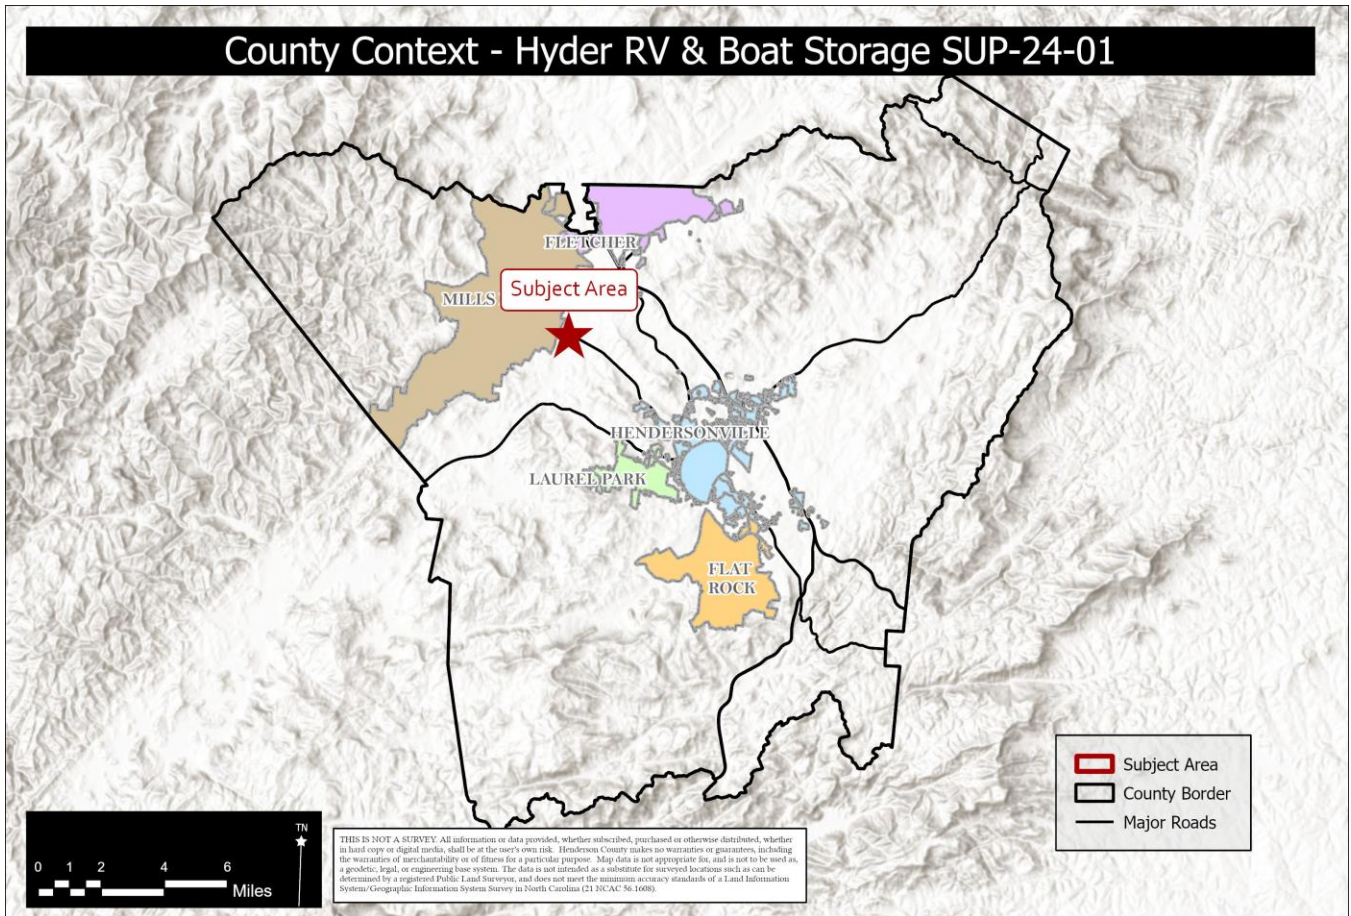 County Context - Hyder RV & Boat Storage SUP-24-01
FLETCHER
Subject Area
MILLS
HENDERSONVILLE
LAUREL PARK
FLAT
ROCK
Subject Area
County Border
Major Roads
TN
0 1 2 4 6
Miles
THIS IS NOT A SURVEY. All information or data provided, whether subscribed, purchased or otherwise distributed, whether
in hard copy or digital media, shall be at the user's own risk. Henderson County makes no warranties or guarantees, including
the warranties of merchantability or of fitness for a particular purpose. Map data is not appropriate for, and is not to be used as,
a geodetic, legal, or engineering base system. The data is not intended as a substitute for surveyed locations such as can be
determined by a registered Public Land Surveyor, and does not meet the minimum accuracy standards of a Land Information
System/Geographic Information System Survey in North Carolina (21 NCAC 56.1608).